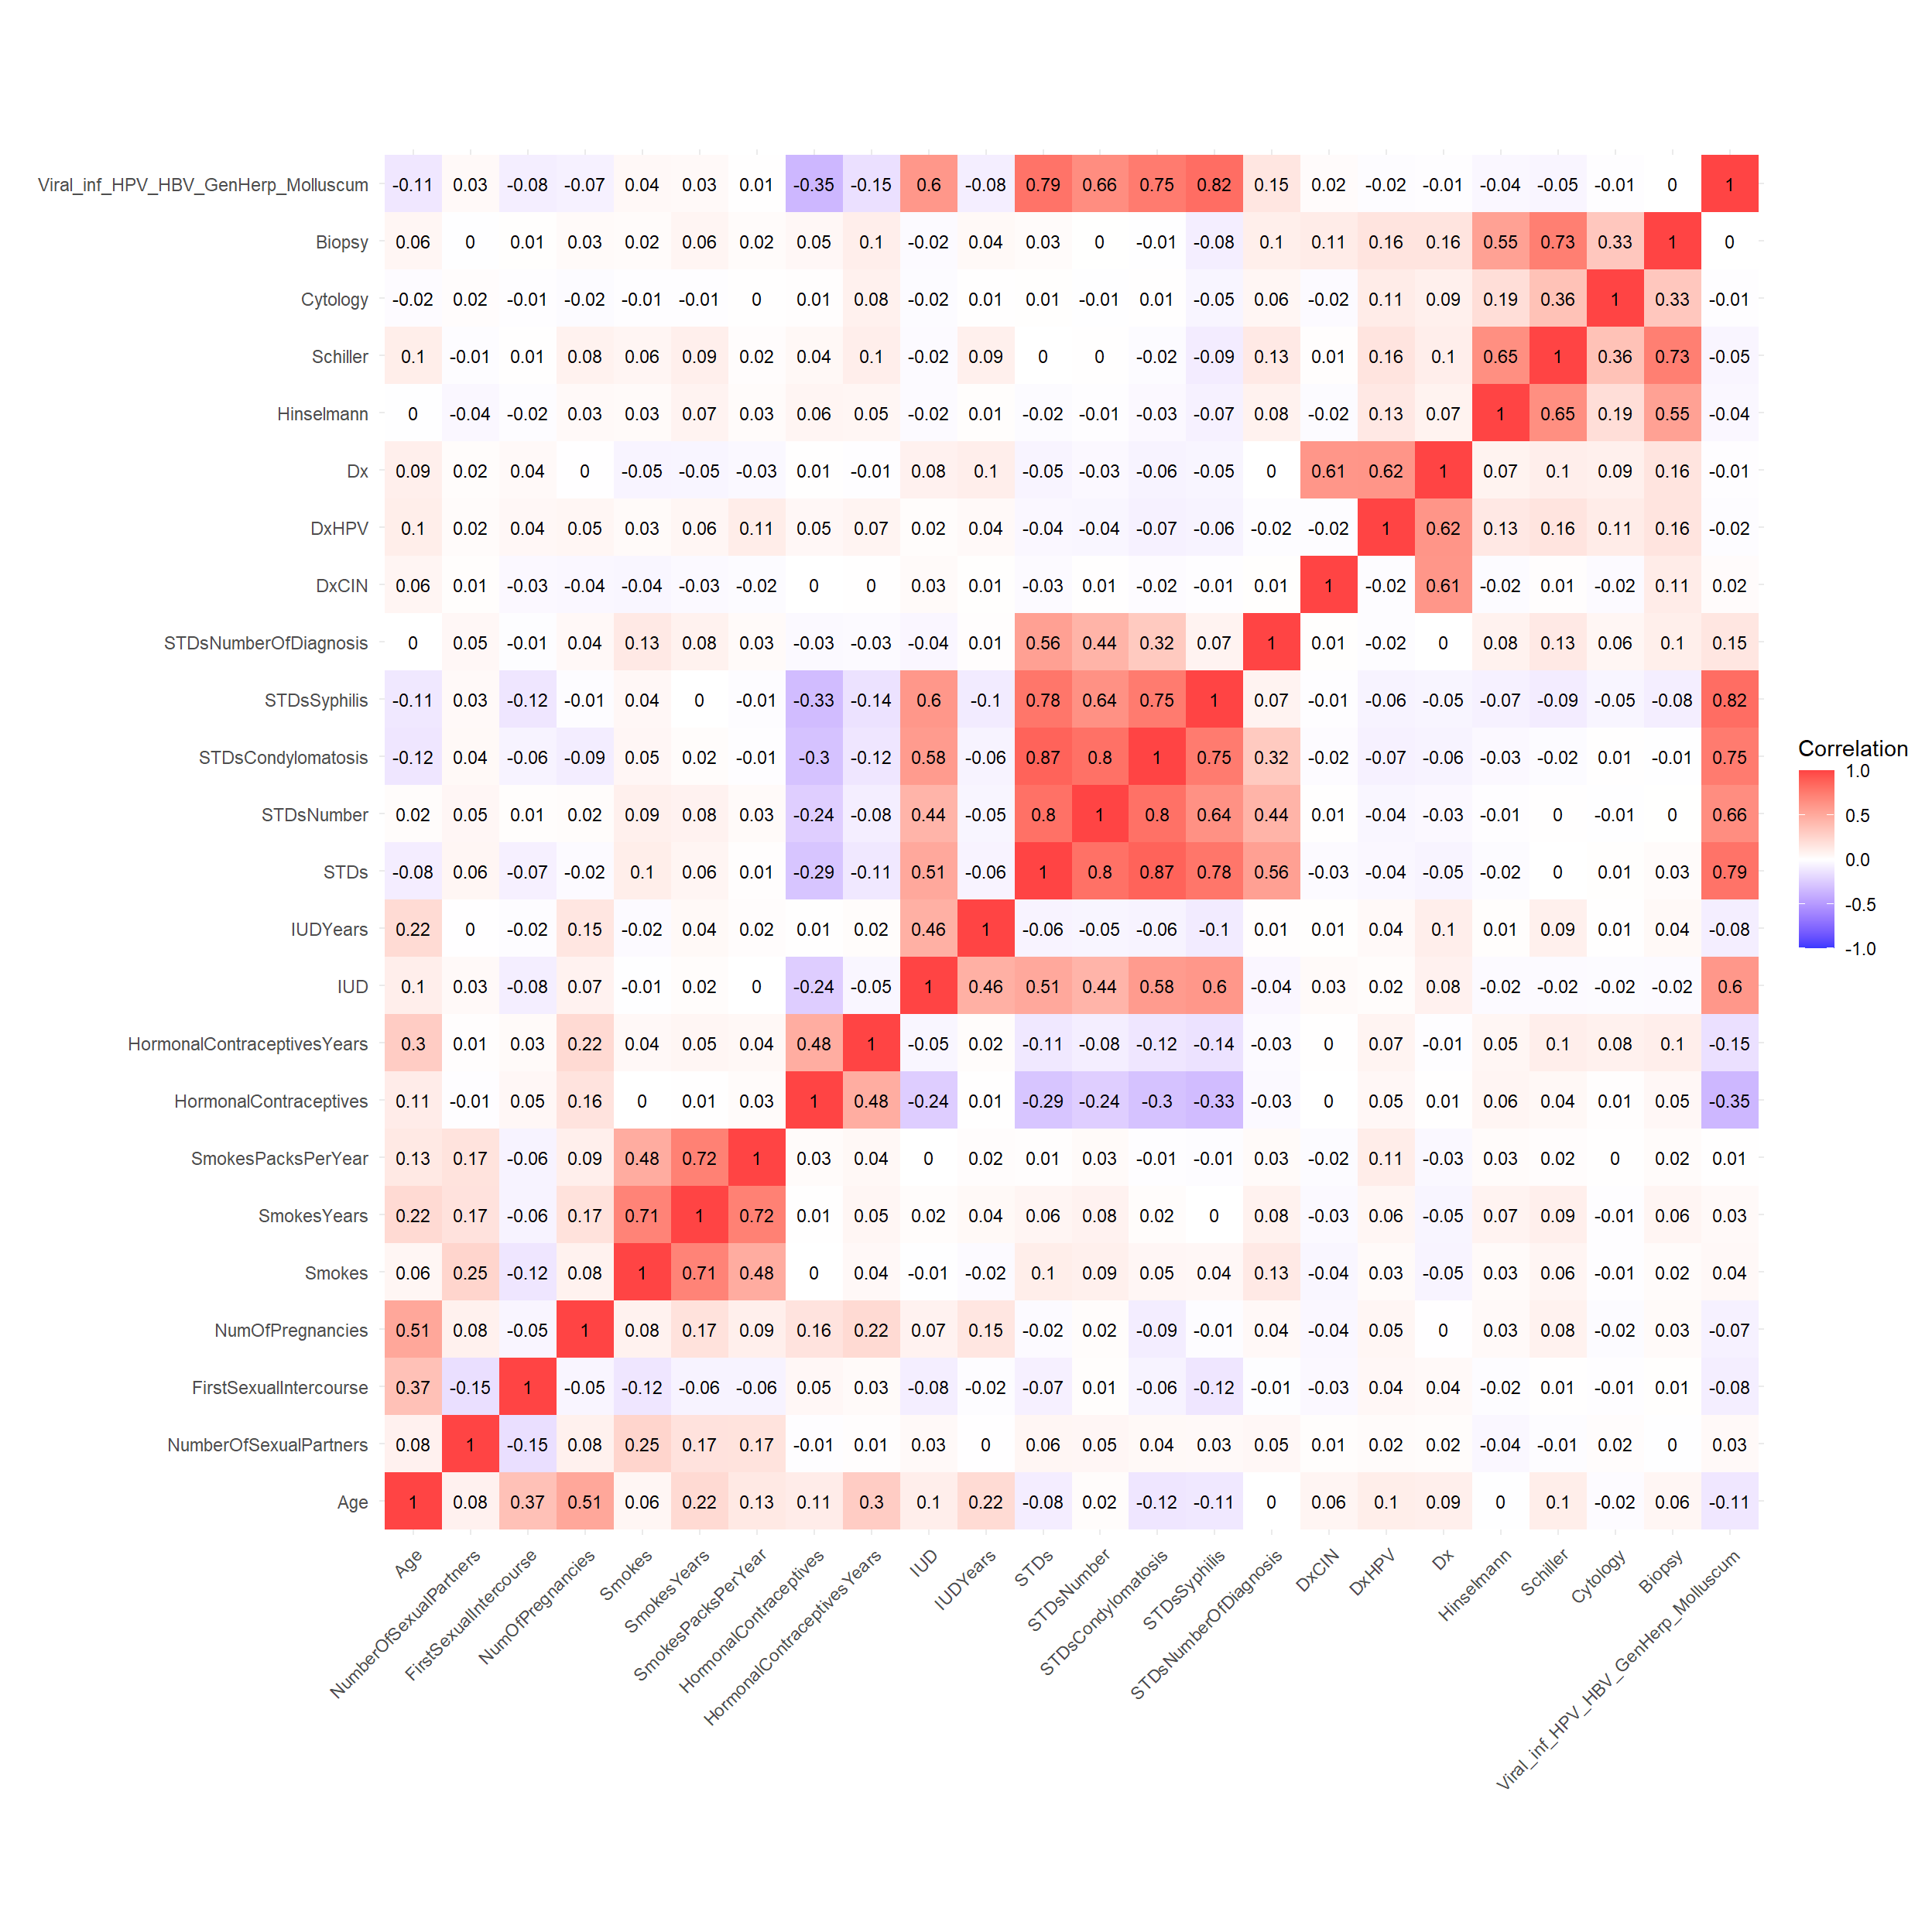 Viral_inf_HPV_HBV_GenHerp_Molluscum -0.11 0.03 -0.08 -0.07 0.04 0.03 0.01 -0.35 -0.15 0.6 -0.08 0.79 0.66 0.75 0.82 0.15 0.02 -0.02 -0.01 -0.04 -0.05 -0.01 0 1
Biopsy 0.06 0 0.01 0.03 0.02 0.06 0.02 0.05 0.1 -0.02 0.04 0.03 0 -0.01 -0.08 0.1 0.11 0.16 0.16 0.55 0.73 0.33 1 0
Cytology -0.02 0.02 -0.01 -0.02 -0.01 -0.01 0 0.01 0.08 -0.02 0.01 0.01 -0.01 0.01 -0.05 0.06 -0.02 0.11 0.09 0.19 0.36 1 0.33 -0.01
Schiller 0.1 -0.01 0.01 0.08 0.06 0.09 0.02 0.04 0.1 -0.02 0.09 0 0 -0.02 -0.09 0.13 0.01 0.16 0.1 0.65 1 0.36 0.73 -0.05
Hinselmann 0 -0.04 -0.02 0.03 0.03 0.07 0.03 0.06 0.05 -0.02 0.01 -0.02 -0.01 -0.03 -0.07 0.08 -0.02 0.13 0.07 1 0.65 0.19 0.55 -0.04
Dx 0.09 0.02 0.04 0 -0.05 -0.05 -0.03 0.01 -0.01 0.08 0.1 -0.05 -0.03 -0.06 -0.05 0 0.61 0.62 1 0.07 0.1 0.09 0.16 -0.01
DxHPV 0.1 0.02 0.04 0.05 0.03 0.06 0.11 0.05 0.07 0.02 0.04 -0.04 -0.04 -0.07 -0.06 -0.02 -0.02 1 0.62 0.13 0.16 0.11 0.16 -0.02
DxCIN 0.06 0.01 -0.03 -0.04 -0.04 -0.03 -0.02 0 0 0.03 0.01 -0.03 0.01 -0.02 -0.01 0.01 1 -0.02 0.61 -0.02 0.01 -0.02 0.11 0.02
STDsNumberOfDiagnosis 0 0.05 -0.01 0.04 0.13 0.08 0.03 -0.03 -0.03 -0.04 0.01 0.56 0.44 0.32 0.07 1 0.01 -0.02 0 0.08 0.13 0.06 0.1 0.15
STDsSyphilis -0.11 0.03 -0.12 -0.01 0.04 0 -0.01 -0.33 -0.14 0.6 -0.1 0.78 0.64 0.75 1 0.07 -0.01 -0.06 -0.05 -0.07 -0.09 -0.05 -0.08 0.82
STDsCondylomatosis -0.12 0.04 -0.06 -0.09 0.05 0.02 -0.01 -0.3 -0.12 0.58 -0.06 0.87 0.8 1 0.75 0.32 -0.02 -0.07 -0.06 -0.03 -0.02 0.01 -0.01 0.75
STDsNumber 0.02 0.05 0.01 0.02 0.09 0.08 0.03 -0.24 -0.08 0.44 -0.05 0.8 1 0.8 0.64 0.44 0.01 -0.04 -0.03 -0.01 0 -0.01 0 0.66
STDs -0.08 0.06 -0.07 -0.02 0.1 0.06 0.01 -0.29 -0.11 0.51 -0.06 1 0.8 0.87 0.78 0.56 -0.03 -0.04 -0.05 -0.02 0 0.01 0.03 0.79
IUDYears 0.22 0 -0.02 0.15 -0.02 0.04 0.02 0.01 0.02 0.46 1 -0.06 -0.05 -0.06 -0.1 0.01 0.01 0.04 0.1 0.01 0.09 0.01 0.04 -0.08
IUD 0.1 0.03 -0.08 0.07 -0.01 0.02 0 -0.24 -0.05 1 0.46 0.51 0.44 0.58 0.6 -0.04 0.03 0.02 0.08 -0.02 -0.02 -0.02 -0.02 0.6
HormonalContraceptivesYears 0.3 0.01 0.03 0.22 0.04 0.05 0.04 0.48 1 -0.05 0.02 -0.11 -0.08 -0.12 -0.14 -0.03 0 0.07 -0.01 0.05 0.1 0.08 0.1 -0.15
HormonalContraceptives 0.11 -0.01 0.05 0.16 0 0.01 0.03 1 0.48 -0.24 0.01 -0.29 -0.24 -0.3 -0.33 -0.03 0 0.05 0.01 0.06 0.04 0.01 0.05 -0.35
SmokesPacksPerYear 0.13 0.17 -0.06 0.09 0.48 0.72 1 0.03 0.04 0 0.02 0.01 0.03 -0.01 -0.01 0.03 -0.02 0.11 -0.03 0.03 0.02 0 0.02 0.01
SmokesYears 0.22 0.17 -0.06 0.17 0.71 1 0.72 0.01 0.05 0.02 0.04 0.06 0.08 0.02 0 0.08 -0.03 0.06 -0.05 0.07 0.09 -0.01 0.06 0.03
Smokes 0.06 0.25 -0.12 0.08 1 0.71 0.48 0 0.04 -0.01 -0.02 0.1 0.09 0.05 0.04 0.13 -0.04 0.03 -0.05 0.03 0.06 -0.01 0.02 0.04
NumOfPregnancies 0.51 0.08 -0.05 1 0.08 0.17 0.09 0.16 0.22 0.07 0.15 -0.02 0.02 -0.09 -0.01 0.04 -0.04 0.05 0 0.03 0.08 -0.02 0.03 -0.07
FirstSexualIntercourse 0.37 -0.15 1 -0.05 -0.12 -0.06 -0.06 0.05 0.03 -0.08 -0.02 -0.07 0.01 -0.06 -0.12 -0.01 -0.03 0.04 0.04 -0.02 0.01 -0.01 0.01 -0.08
NumberOfSexualPartners 0.08 1 -0.15 0.08 0.25 0.17 0.17 -0.01 0.01 0.03 0 0.06 0.05 0.04 0.03 0.05 0.01 0.02 0.02 -0.04 -0.01 0.02 0 0.03
Age 1 0.08 0.37 0.51 0.06 0.22 0.13 0.11 0.3 0.1 0.22 -0.08 0.02 -0.12 -0.11 0 0.06 0.1 0.09 0 0.1 -0.02 0.06 -0.11
Age
NumberOfSexualPartners
FirstSexualIntercourse
NumOfPregnancies
Smokes
SmokesYears
SmokesPacksPerYear
HormonalContraceptives
HormonalContraceptivesYears
IUD
IUDYears
STDs
STDsNumber
STDsCondylomatosis
STDsSyphilis
STDsNumberOfDiagnosis
DxCIN
DxHPV
Dx
Hinselmann
Schiller
Cytology
Biopsy
Viral_inf_HPV_HBV_GenHerp_Molluscum
Correlation
1.0
0.5
0.0
-0.5
-1.0